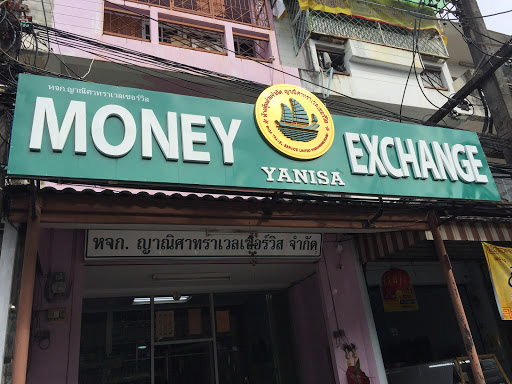 หจก.ญาณิศาทราเวลเซอร์วิส
MONEY EXCHANGE
YANISA
หจก. ญาณิศาทราเวลเซอร์วิส จำกัด